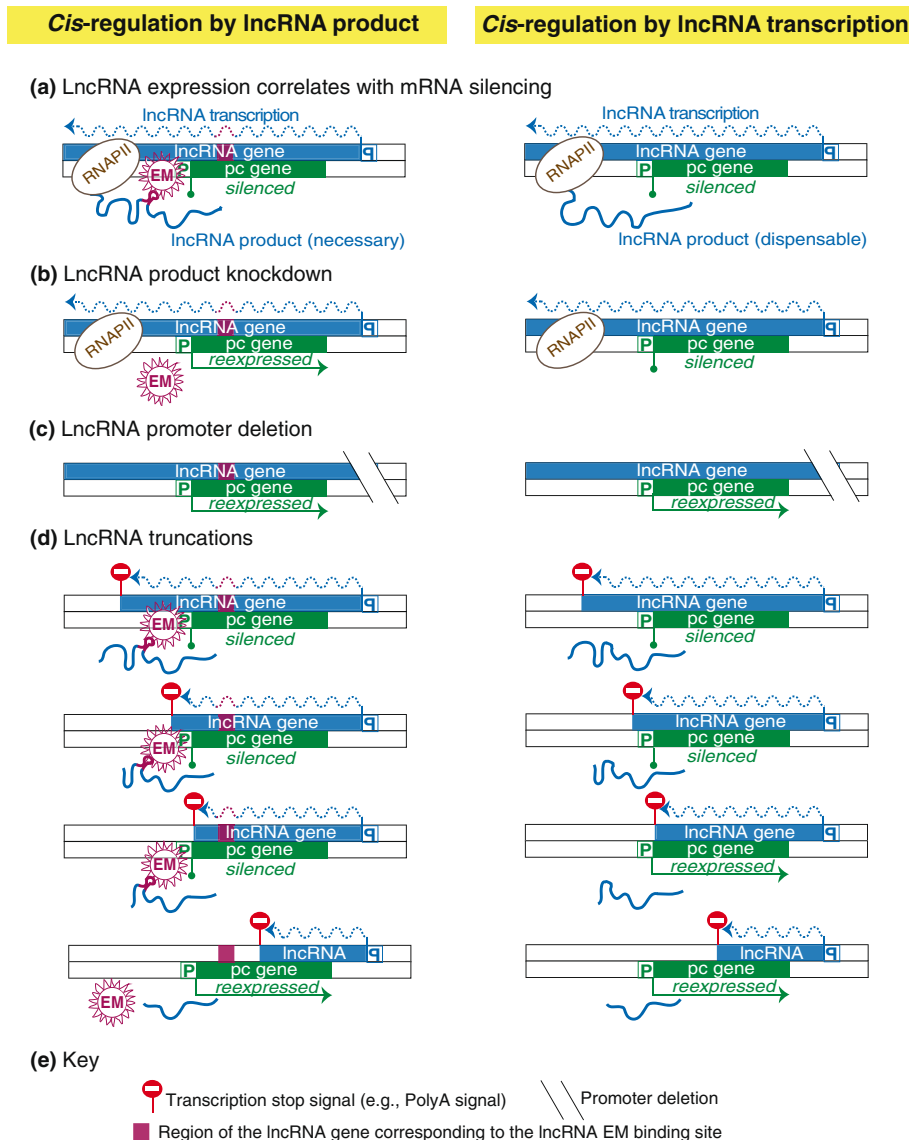 Cis-regulation by lncRNA product
Cis-regulation by lncRNA transcription
(a) LncRNA expression correlates with mRNA silencing
lncRNA transcription
lncRNA gene
P
RNAPII
EM
P
pc gene
silenced
lncRNA product (necessary)
lncRNA transcription
lncRNA gene
P
RNAPII
P
pc gene
silenced
lncRNA product (dispensable)
(b) LncRNA product knockdown
lncRNA gene
P
RNAPII
P
pc gene
reexpressed
EM
lncRNA gene
P
RNAPII
P
pc gene
silenced
(c) LncRNA promoter deletion
lncRNA gene
P
pc gene
reexpressed
lncRNA gene
P
pc gene
reexpressed
(d) LncRNA truncations
lncRNA gene
P
EM
P
pc gene
silenced
lncRNA gene
P
P
pc gene
silenced
lncRNA gene
P
EM
P
pc gene
silenced
lncRNA gene
P
P
pc gene
silenced
lncRNA gene
P
EM
P
pc gene
silenced
lncRNA gene
P
P
pc gene
reexpressed
lncRNA
P
P
pc gene
reexpressed
EM
lncRNA
P
P
pc gene
reexpressed
(e) Key
Transcription stop signal (e.g., PolyA signal)
Promoter deletion
Region of the lncRNA gene corresponding to the lncRNA EM binding site